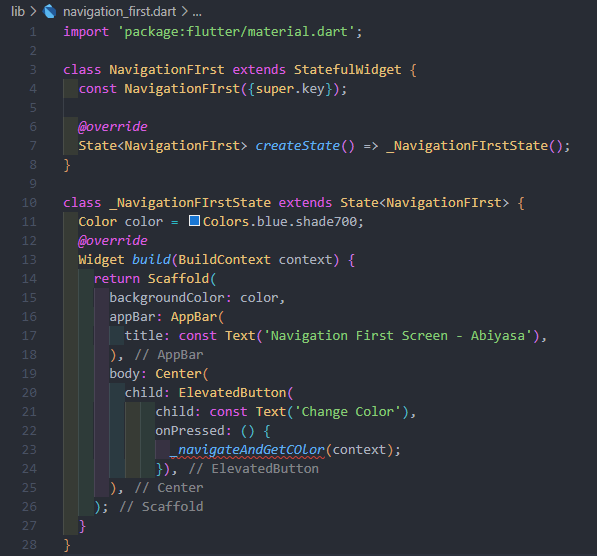 lib > navigation_first.dart > ...
1 import 'package:flutter/material.dart';
2
3 class NavigationFIrst extends StatefulWidget {
4   const NavigationFIrst({super.key});
5
6   @override
7   State<NavigationFIrst> createState() => _NavigationFIrstState();
8 }
9
10 class _NavigationFIrstState extends State<NavigationFIrst> {
11   Color color = Colors.blue.shade700;
12   @override
13   Widget build(BuildContext context) {
14     return Scaffold(
15       backgroundColor: color,
16       appBar: AppBar(
17         title: const Text('Navigation First Screen - Abiyasa'),
18       ), // AppBar
19       body: Center(
20         child: ElevatedButton(
21             child: const Text('Change Color'),
22             onPressed: () {
23               _navigateAndGetCOlor(context);
24             }), // ElevatedButton
25       ), // Center
26     ); // Scaffold
27   }
28 }